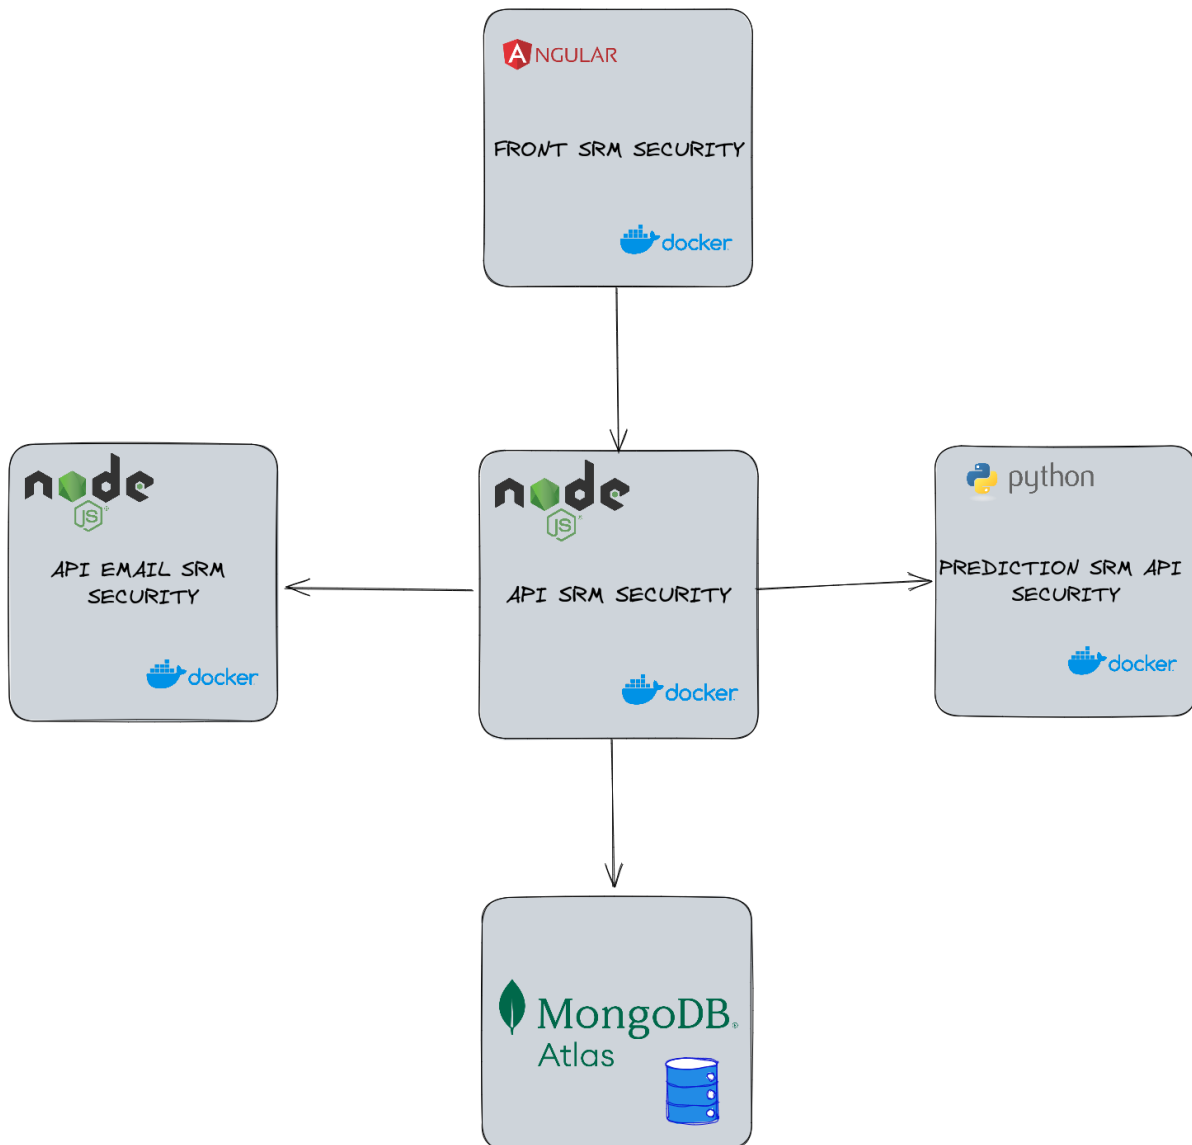 ANGULAR
FRONT SRM SECURITY
docker
node
JS
API EMAIL SRM
SECURITY
docker
node
JS
API SRM SECURITY
docker
python
PREDICTION SRM API
SECURITY
docker
MongoDB
Atlas